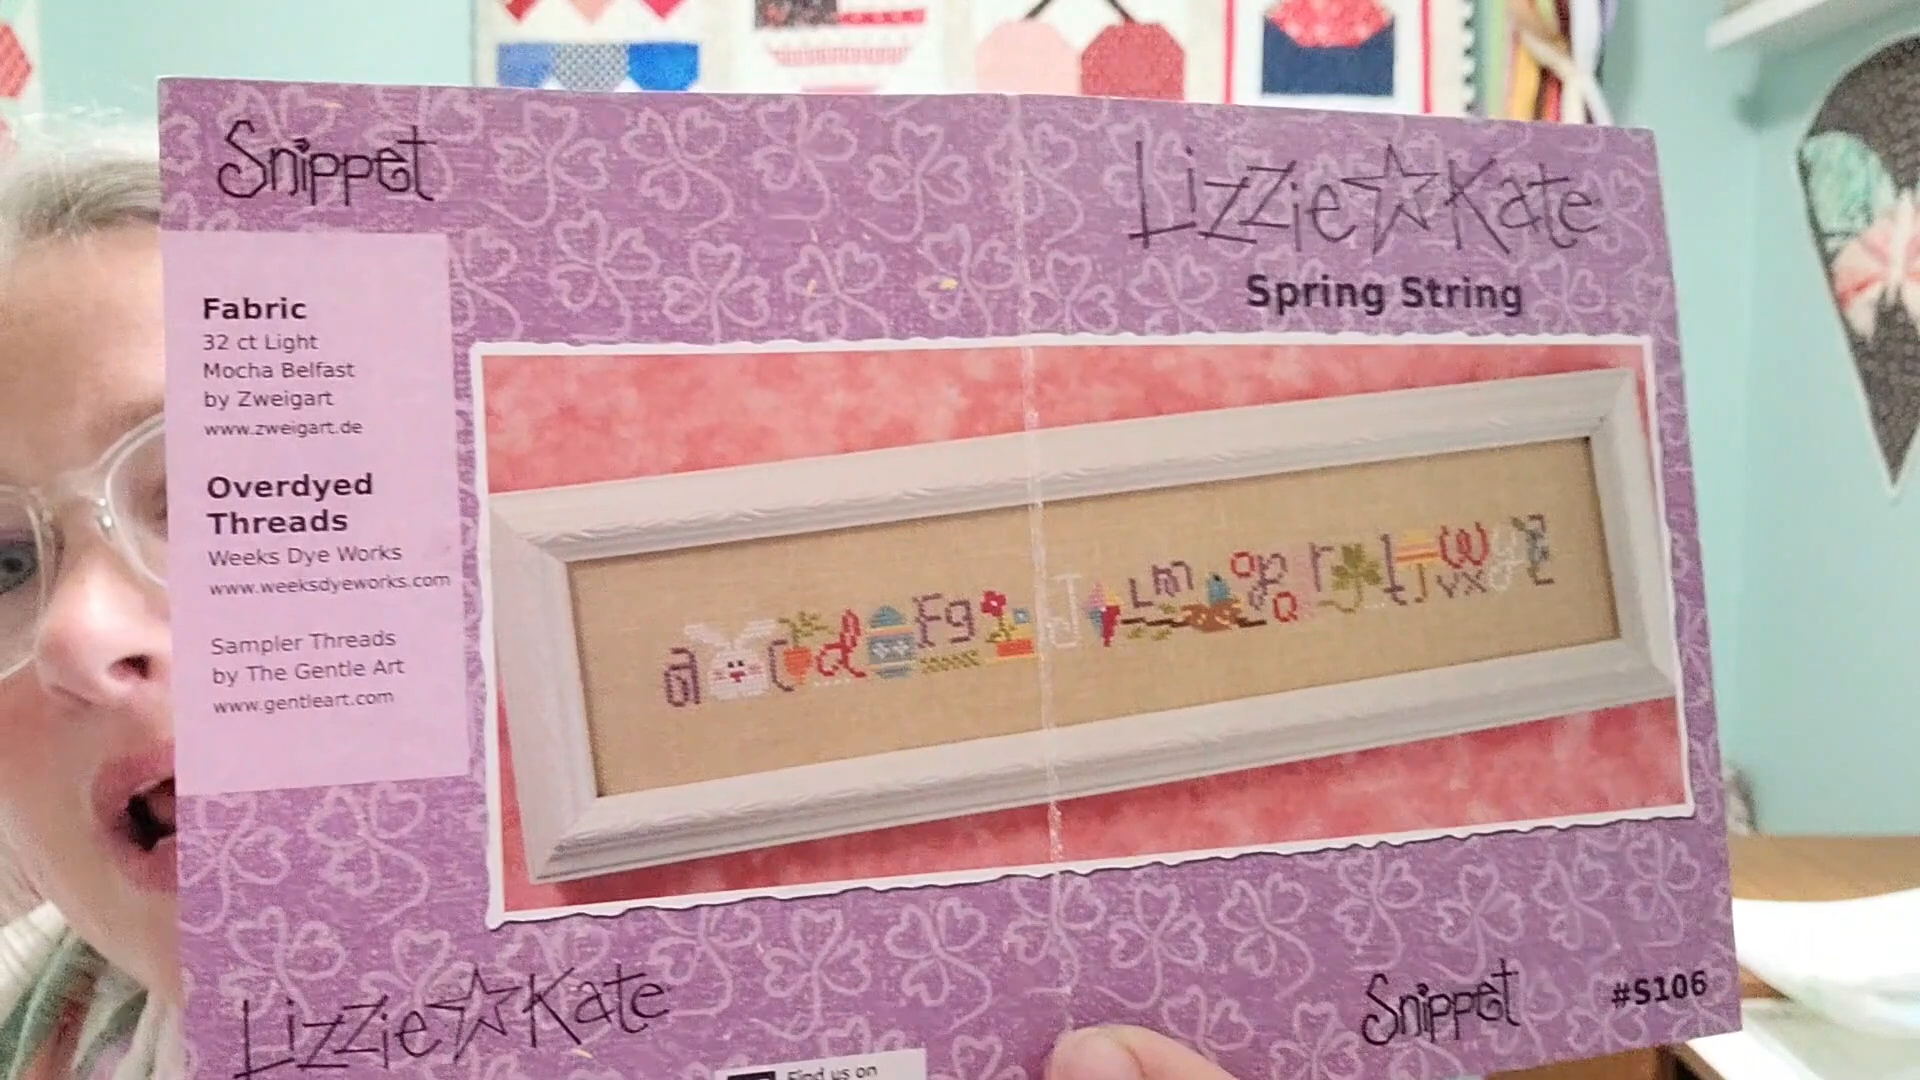 Snippet
Lizzie Kate
Spring String
Fabric
32 ct Light
Mocha Belfast
by Zweigart
www.zweigart.de
Overdyed
Threads
Weeks Dye Works
www.weeksdyeworks.com
Sampler Threads
by The Gentle Art
www.gentleart.com
a C d F g J L m o p Q r t w v x z
Lizzie Kate
Snippet
#S106
Find us on